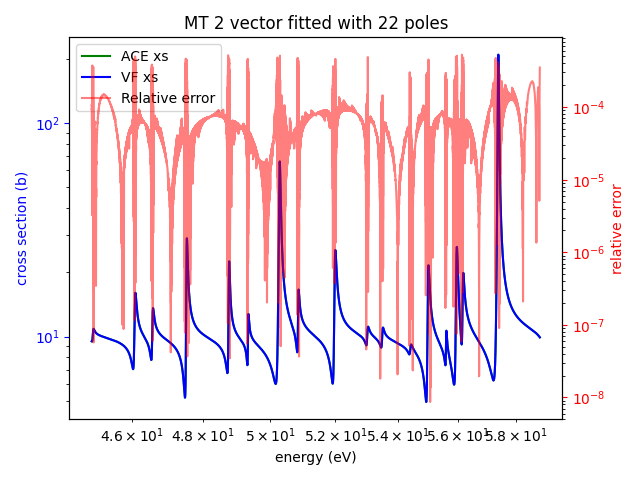 MT 2 vector fitted with 22 poles
ACE xs
VF xs
Relative error
cross section (b)
10²
10¹
relative error
10⁻⁴
10⁻⁵
10⁻⁶
10⁻⁷
10⁻⁸
4.6 × 10¹ 4.8 × 10¹ 5 × 10¹ 5.2 × 10¹ 5.4 × 10¹ 5.6 × 10¹ 5.8 × 10¹
energy (eV)